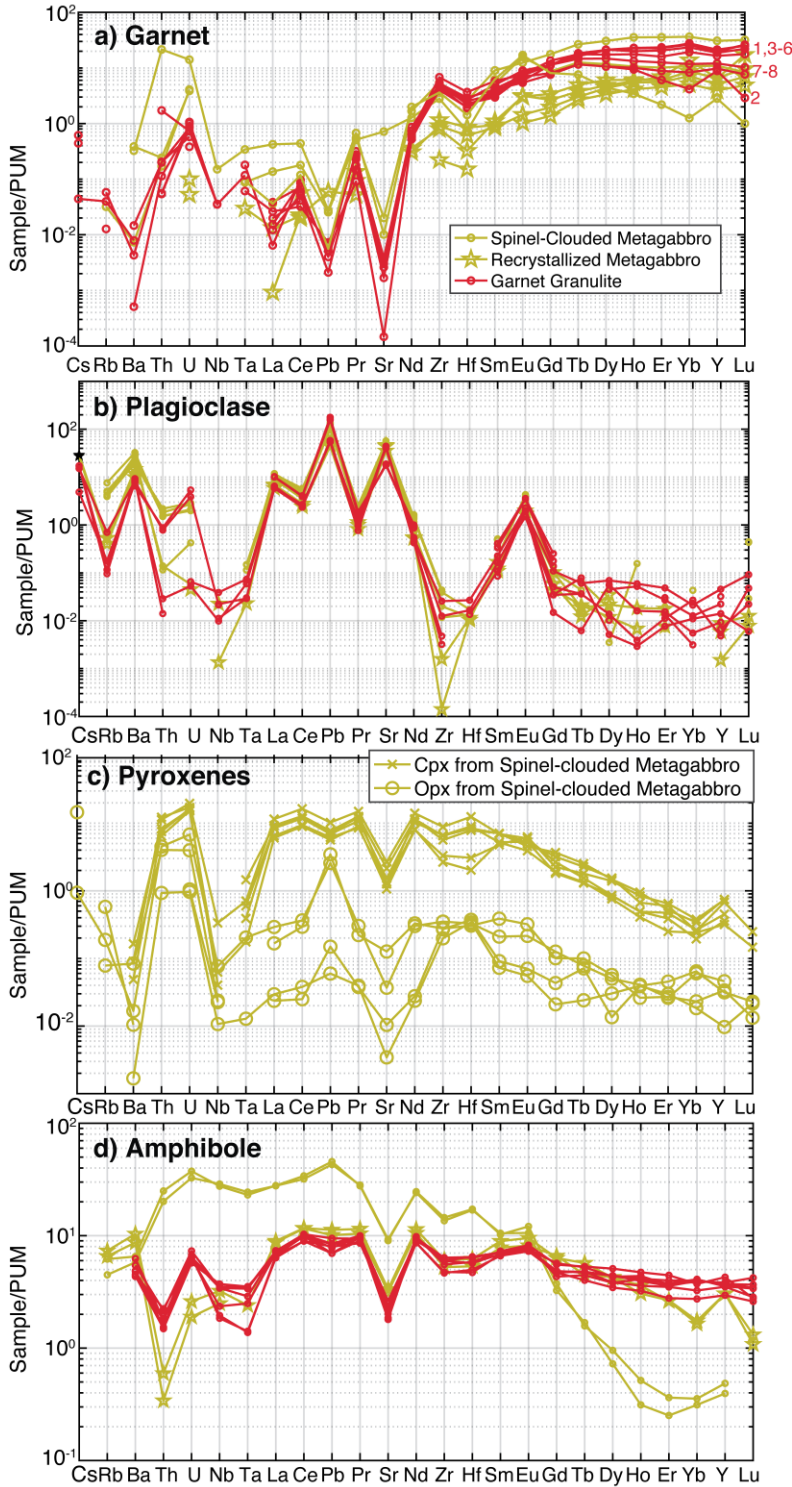 a) Garnet
10²
10⁰
10⁻²
10⁻⁴
Sample/PUM
1,3-6
7-8
2
Spinel-Clouded Metagabbro
Recrystallized Metagabbro
Garnet Granulite
Cs Rb Ba Th U Nb Ta La Ce Pb Pr Sr Nd Zr Hf Sm Eu Gd Tb Dy Ho Er Yb Y Lu
b) Plagioclase
10²
10⁰
10⁻²
10⁻⁴
Sample/PUM
Cs Rb Ba Th U Nb Ta La Ce Pb Pr Sr Nd Zr Hf Sm Eu Gd Tb Dy Ho Er Yb Y Lu
c) Pyroxenes
10²
10⁰
10⁻²
Sample/PUM
Cpx from Spinel-clouded Metagabbro
Opx from Spinel-clouded Metagabbro
Cs Rb Ba Th U Nb Ta La Ce Pb Pr Sr Nd Zr Hf Sm Eu Gd Tb Dy Ho Er Yb Y Lu
d) Amphibole
10²
10¹
10⁰
10⁻¹
Sample/PUM
Cs Rb Ba Th U Nb Ta La Ce Pb Pr Sr Nd Zr Hf Sm Eu Gd Tb Dy Ho Er Yb Y Lu